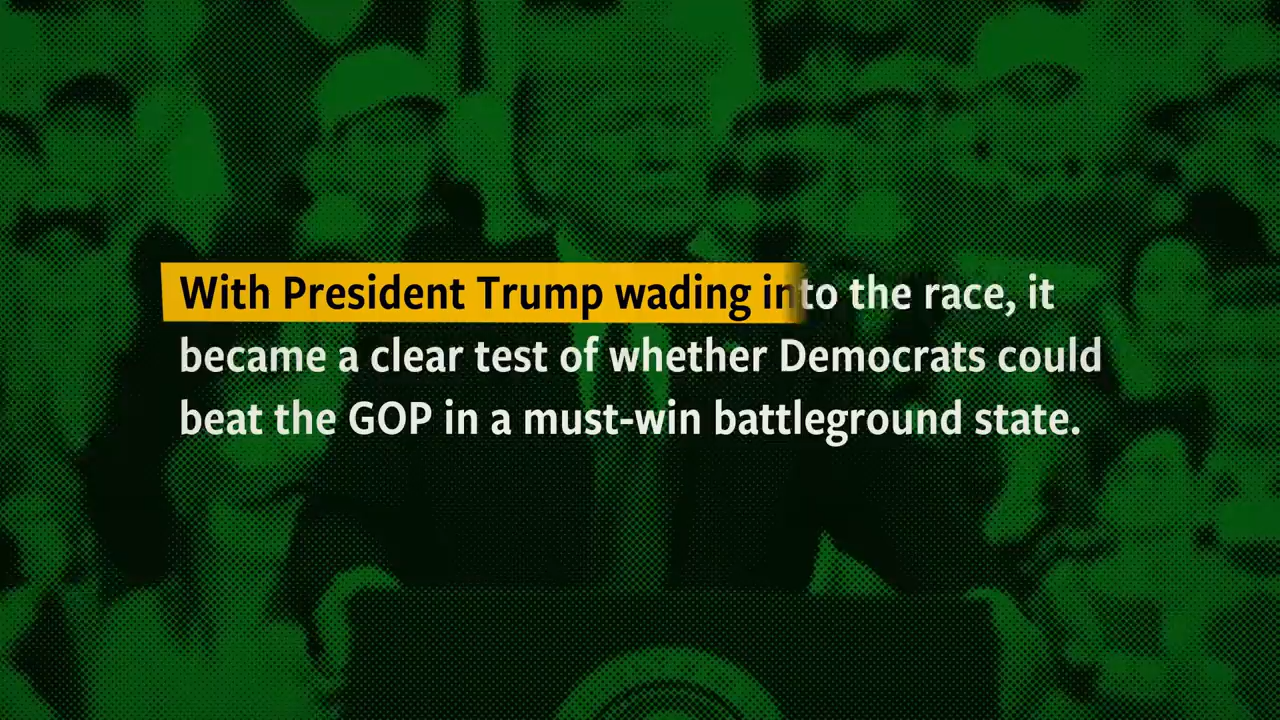 With President Trump wading into the race, it
became a clear test of whether Democrats could
beat the GOP in a must-win battleground state.